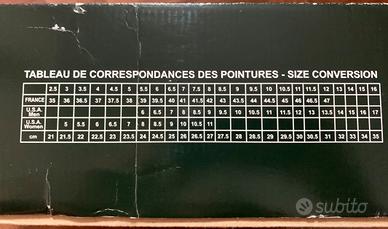 TABLEAU DE CORRESPONDANCES DES POINTURES - SIZE CONVERSION
2.5 3 3.5 4 4.5 5 5.5 6 6.5 7 7.5 8 8.5 9 9.5 10 10.5 11 11.5 12 13 14 15 16
FRANCE 35 36 36.5 37 37.5 38 39 39.5 40 41 41.5 42 43 43.5 44 44.5 45 45.5 46 47
U.S.A. Men 6 6.5 7 7.5 8 8.5 9 9.5 10 10.5 11 11.5 12 12.5 13 14 15
U.S.A. Women 5 5.5 6 6.5 7 7.5 8 8.5 9 10 10.5 11
cm 21 21.5 22 22.5 23 23.5 24 24.5 25 25.5 26 26.5 27 27.5 28 28.5 29 29.5 30 30.5 31 33 34 35
subito